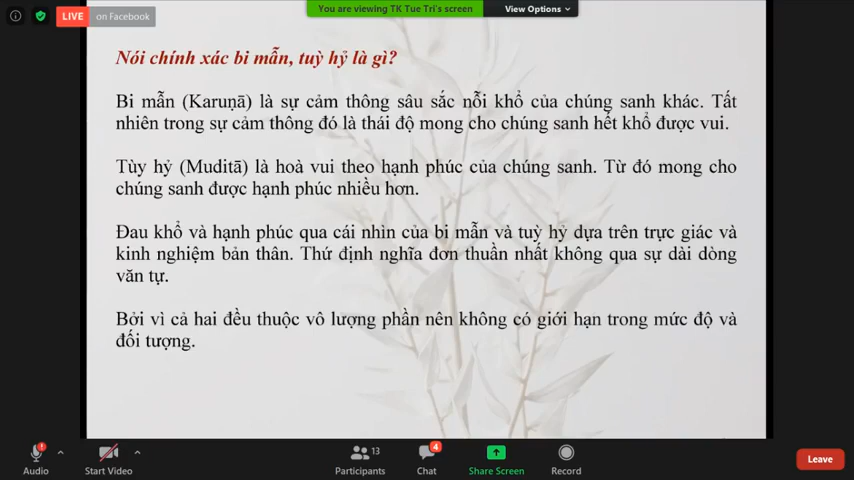 LIVE on Facebook
You are viewing TK Tue Tri's screen
View Options
Nói chính xác bi mẫn, tuỳ hỷ là gì?
Bi mẫn (Karuṇā) là sự cảm thông sâu sắc nỗi khổ của chúng sanh khác. Tất
nhiên trong sự cảm thông đó là thái độ mong cho chúng sanh hết khổ được vui.
Tùy hỷ (Muditā) là hoà vui theo hạnh phúc của chúng sanh. Từ đó mong cho
chúng sanh được hạnh phúc nhiều hơn.
Đau khổ và hạnh phúc qua cái nhìn của bi mẫn và tuỳ hỷ dựa trên trực giác và
kinh nghiệm bản thân. Thứ định nghĩa đơn thuần nhất không qua sự dài dòng
văn tự.
Bởi vì cả hai đều thuộc vô lượng phần nên không có giới hạn trong mức độ và
đối tượng.
13
4
Audio
Start Video
Participants
Chat
Share Screen
Record
Leave